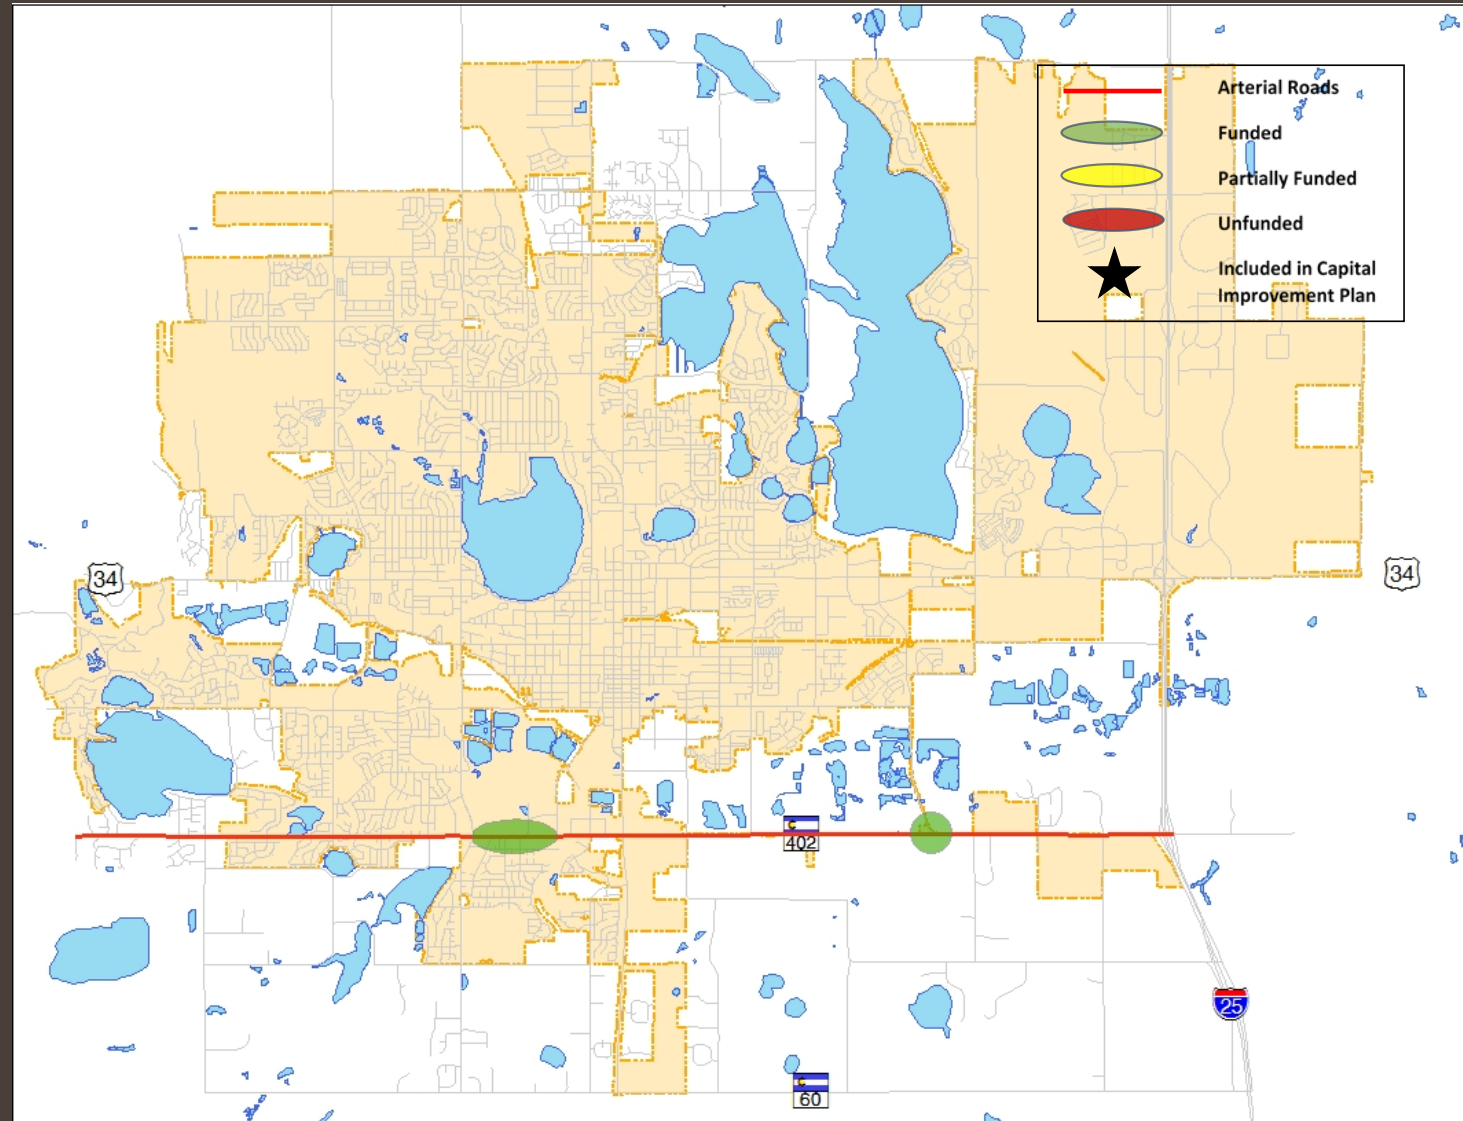 Arterial Roads
Funded
Partially Funded
Unfunded
Included in Capital
Improvement Plan
34
34
C
402
25
C
60